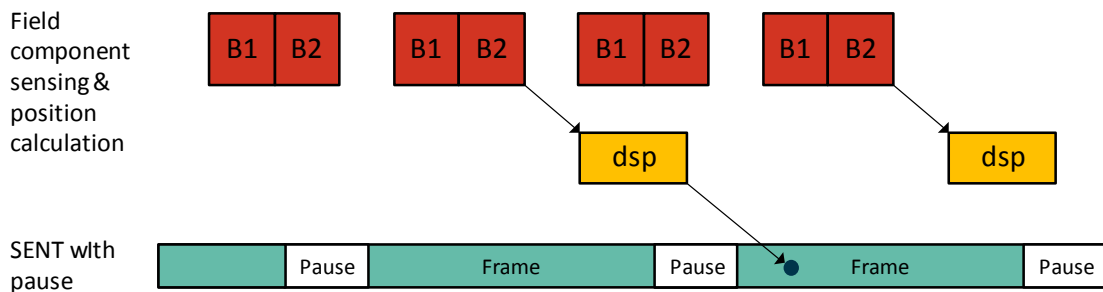 Field
component
sensing &
position
calculation
B1 B2 B1 B2 B1 B2 B1 B2
dsp dsp
SENT wIth
pause
Pause Frame Pause Frame Pause